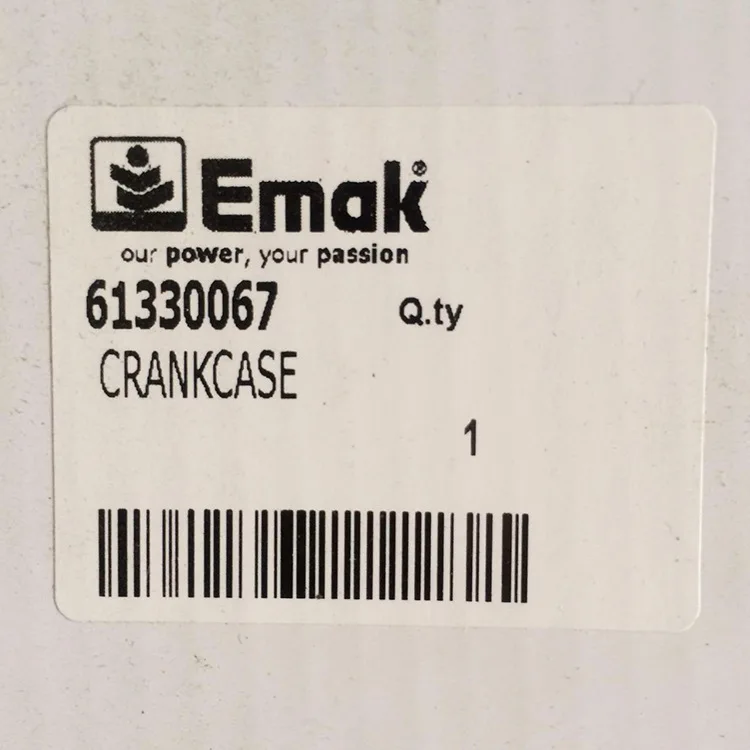 Emak®
our power, your passion
61330067 Q.ty
CRANKCASE
1